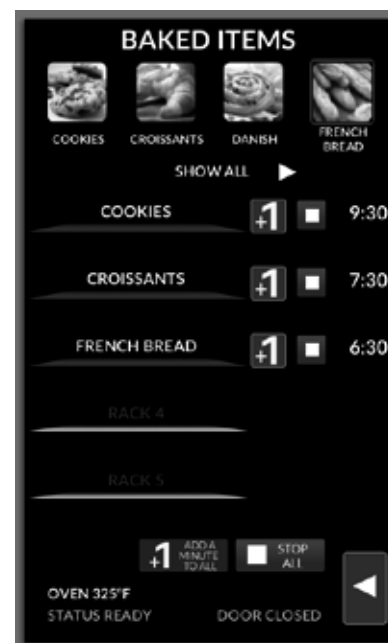 BAKED ITEMS
COOKIES CROISSANTS DANISH FRENCH
BREAD
SHOW ALL
COOKIES +1 9:30
CROISSANTS +1 7:30
FRENCH BREAD +1 6:30
RACK 4
RACK 5
+1 ADD A
MINUTE
TO ALL
STOP
ALL
OVEN 325°F
STATUS READY DOOR CLOSED